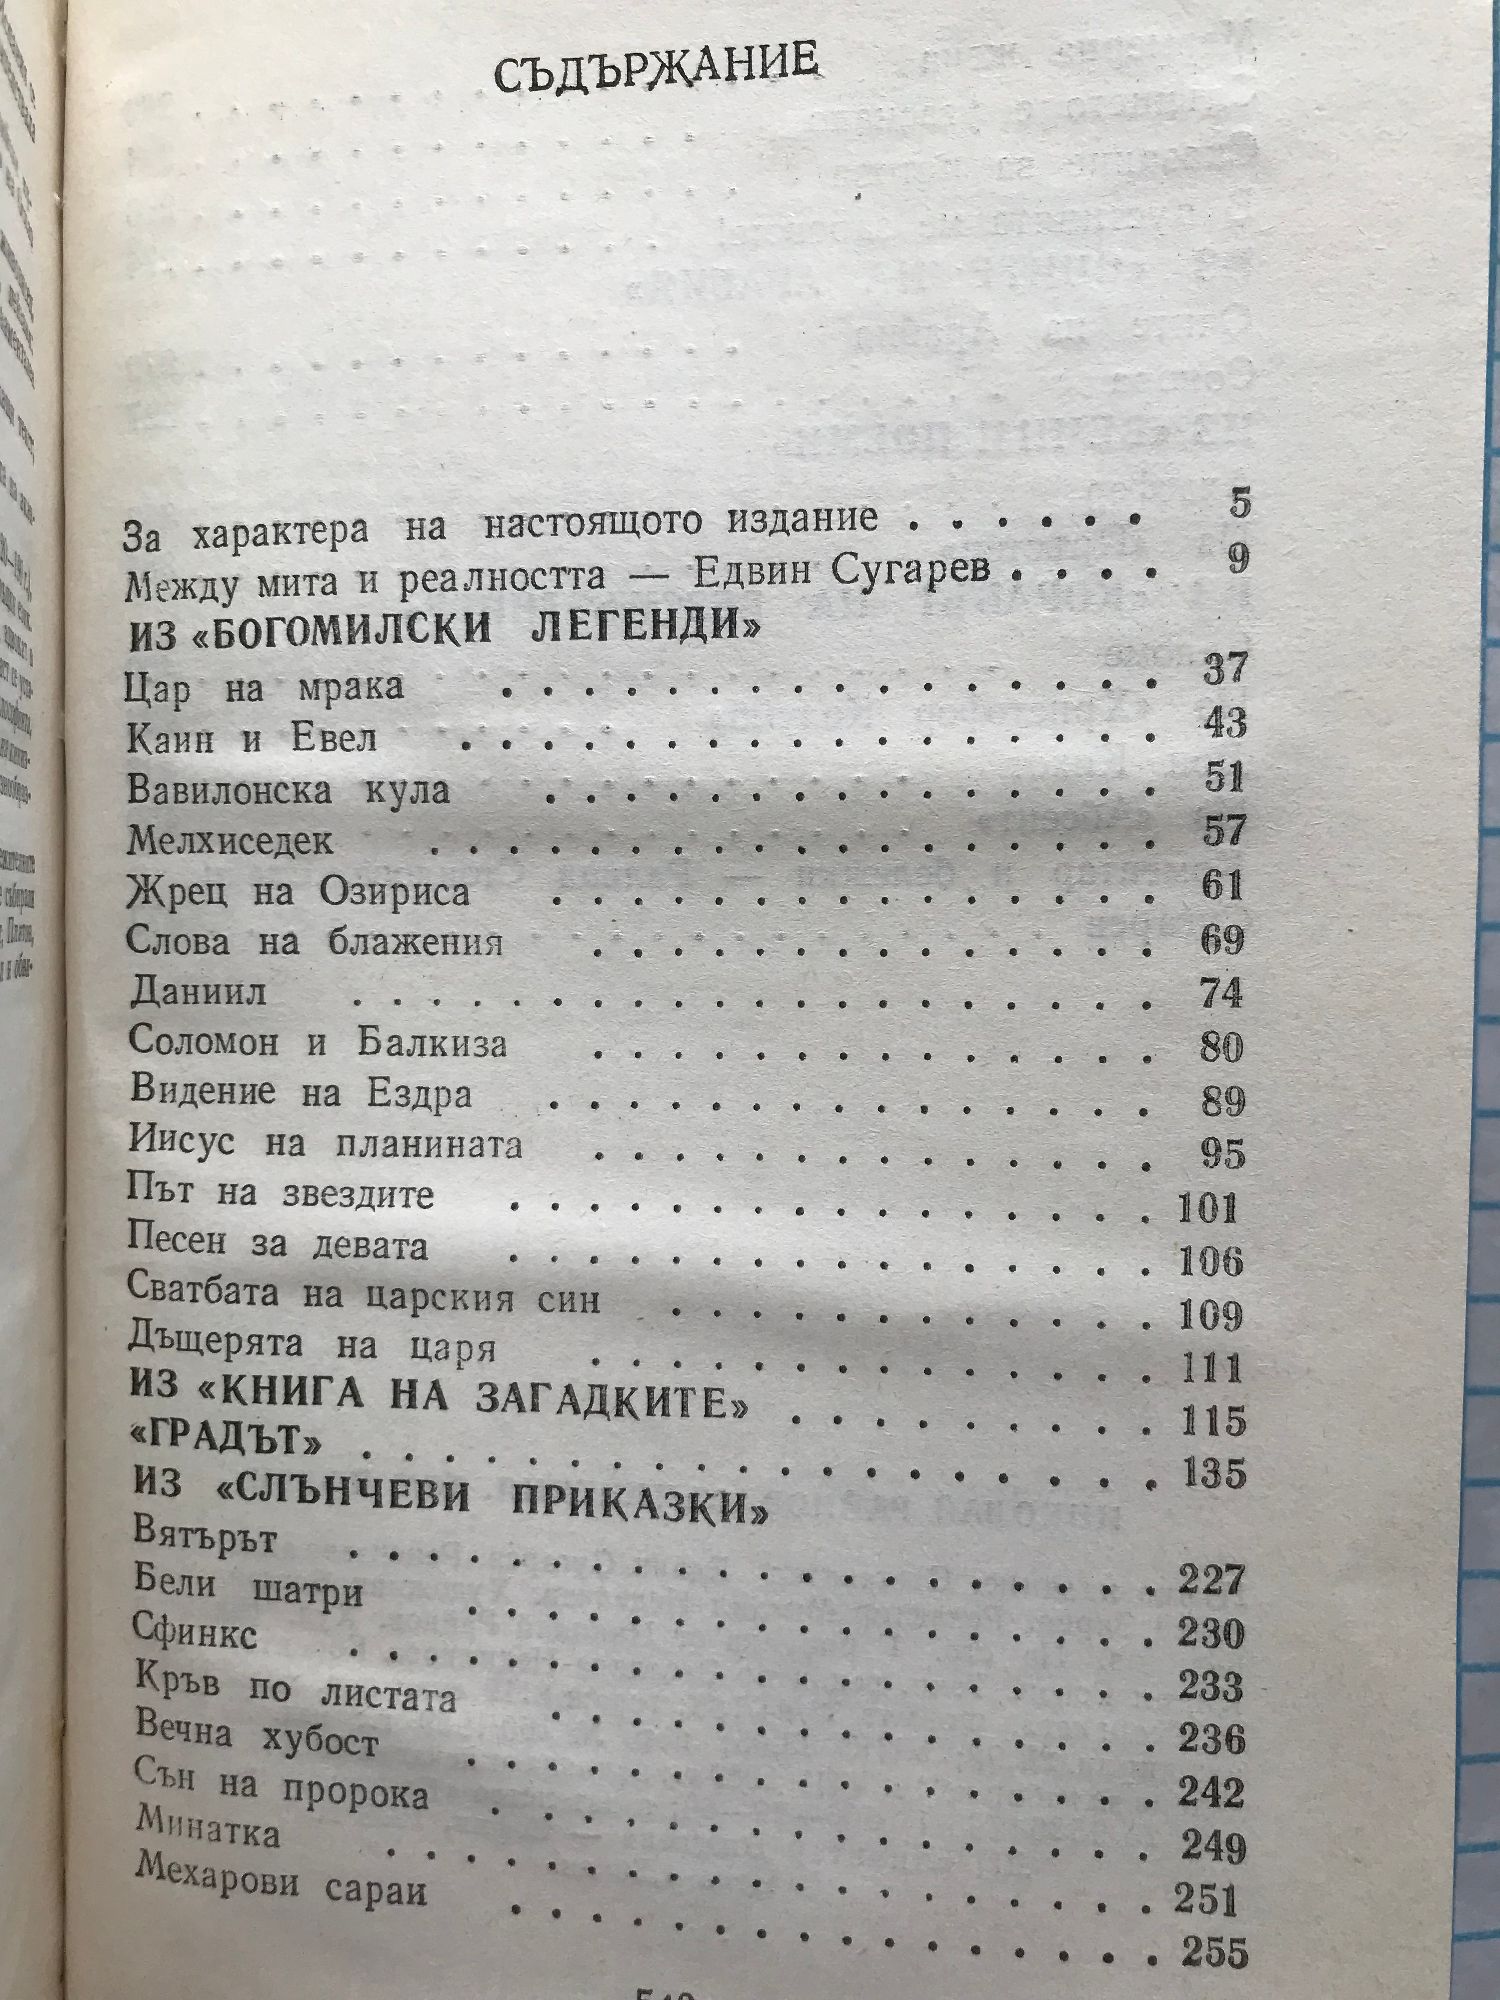 СЪДЪРЖАНИЕ
За характера на настоящото издание . . . . . . 5
Между мита и реалността — Едвин Сугарев . . . . 9
ИЗ «БОГОМИЛСКИ ЛЕГЕНДИ»
Цар на мрака . . . . . . . . . . . . . . . . . 37
Каин и Евел . . . . . . . . . . . . . . . . . . 43
Вавилонска кула . . . . . . . . . . . . . . . . 51
Мелхиседек . . . . . . . . . . . . . . . . . . 57
Жрец на Озириса . . . . . . . . . . . . . . . 61
Слова на блажения . . . . . . . . . . . . . . 69
Даниил . . . . . . . . . . . . . . . . . . . . 74
Соломон и Балкиза . . . . . . . . . . . . . . 80
Видение на Ездра . . . . . . . . . . . . . . . 89
Иисус на планината . . . . . . . . . . . . . . 95
Път на звездите . . . . . . . . . . . . . . . . 101
Песен за девата . . . . . . . . . . . . . . . . 106
Сватбата на царския син . . . . . . . . . . . . 109
Дъщерята на царя . . . . . . . . . . . . . . 111
ИЗ «КНИГА НА ЗАГАДКИТЕ» . . . . . . . . . 115
«ГРАДЪТ» . . . . . . . . . . . . . . . . . . . 135
ИЗ «СЛЪНЧЕВИ ПРИКАЗКИ»
Вятърът . . . . . . . . . . . . . . . . . . . . 227
Бели шатри . . . . . . . . . . . . . . . . . 230
Сфинкс . . . . . . . . . . . . . . . . . . . . 233
Кръв по листата . . . . . . . . . . . . . . . 236
Вечна хубост . . . . . . . . . . . . . . . . . 242
Сън на пророка . . . . . . . . . . . . . . . . 249
Минатка . . . . . . . . . . . . . . . . . . . 251
Мехарови сараи . . . . . . . . . . . . . . . . 255